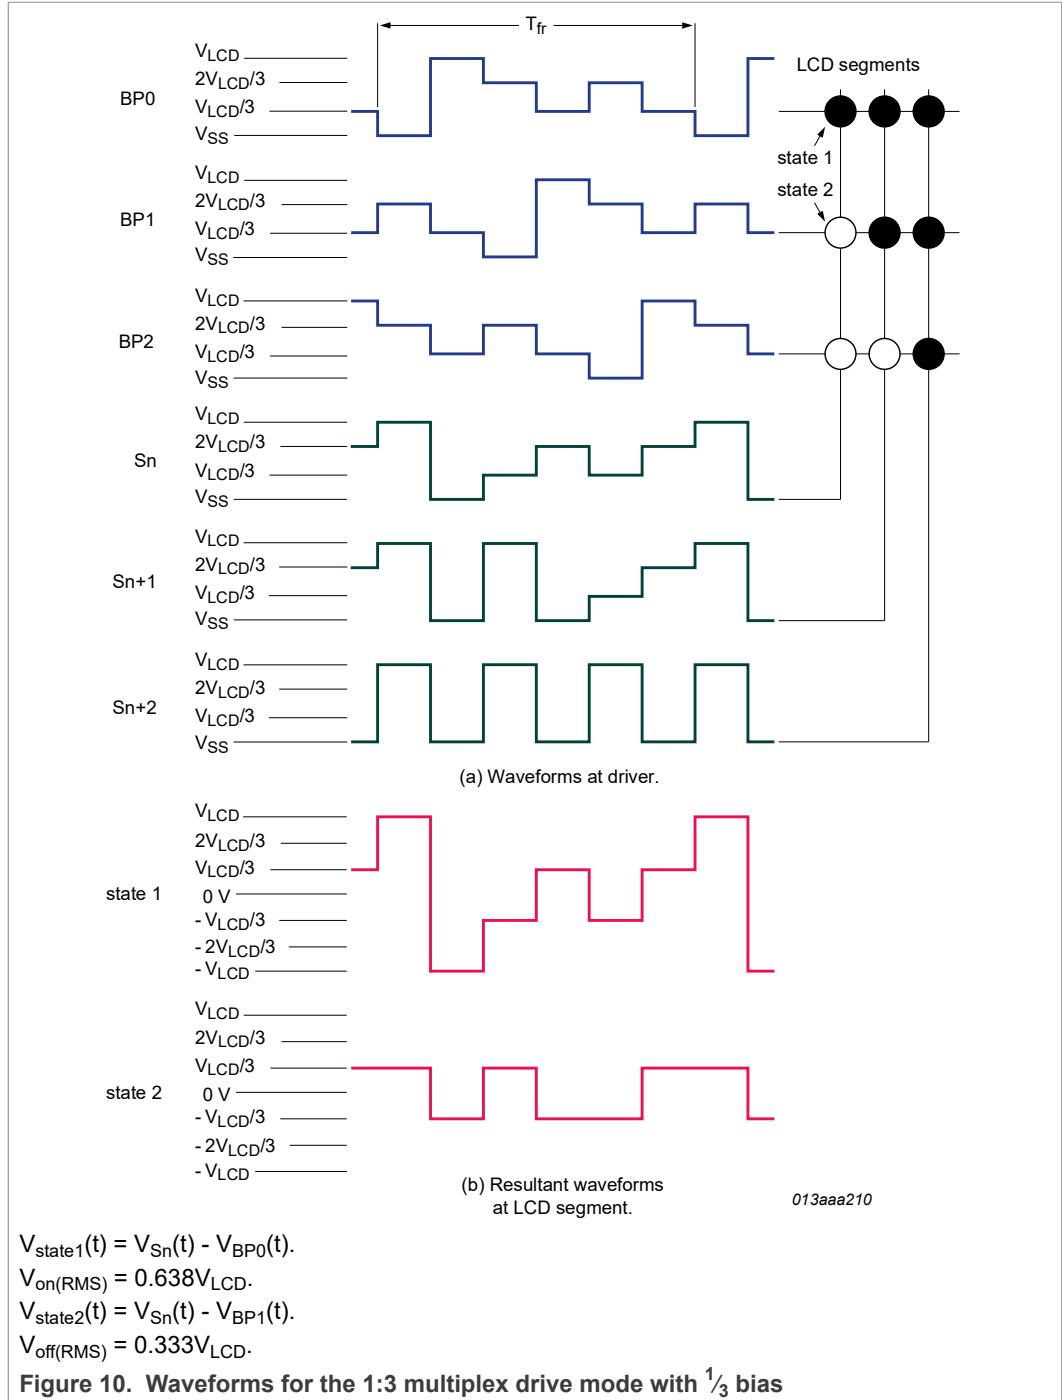 T_fr
BP0
V_LCD
2V_LCD/3
V_LCD/3
V_SS
LCD segments
state 1
state 2
BP1
V_LCD
2V_LCD/3
V_LCD/3
V_SS
BP2
V_LCD
2V_LCD/3
V_LCD/3
V_SS
Sn
V_LCD
2V_LCD/3
V_LCD/3
V_SS
Sn+1
V_LCD
2V_LCD/3
V_LCD/3
V_SS
Sn+2
V_LCD
2V_LCD/3
V_LCD/3
V_SS
(a) Waveforms at driver.
state 1
V_LCD
2V_LCD/3
V_LCD/3
0 V
- V_LCD/3
- 2V_LCD/3
- V_LCD
state 2
V_LCD
2V_LCD/3
V_LCD/3
0 V
- V_LCD/3
- 2V_LCD/3
- V_LCD
(b) Resultant waveforms
at LCD segment.
013aaa210
V_state1(t) = V_Sn(t) - V_BP0(t).
V_on(RMS) = 0.638V_LCD.
V_state2(t) = V_Sn(t) - V_BP1(t).
V_off(RMS) = 0.333V_LCD.
Figure 10. Waveforms for the 1:3 multiplex drive mode with 1/3 bias